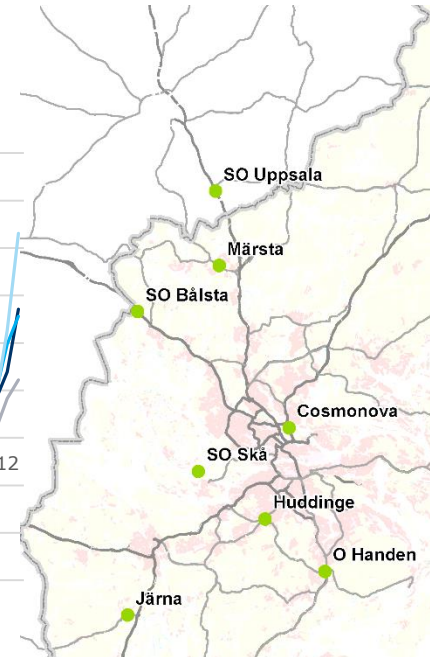 SO Uppsala
Märsta
SO Bålsta
Cosmonova
SO Skå
12
Huddinge
O Handen
Järna